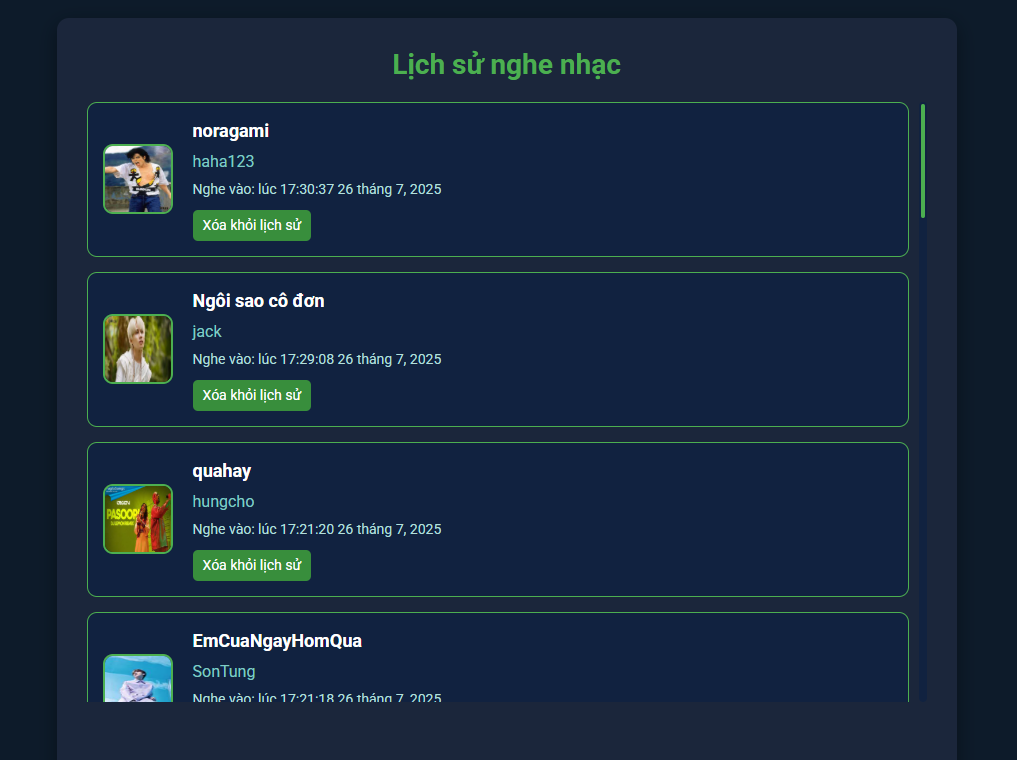 Lịch sử nghe nhạc
noragami
haha123
Nghe vào: lúc 17:30:37 26 tháng 7, 2025
Xóa khỏi lịch sử
Ngôi sao cô đơn
jack
Nghe vào: lúc 17:29:08 26 tháng 7, 2025
Xóa khỏi lịch sử
quahay
hungcho
Nghe vào: lúc 17:21:20 26 tháng 7, 2025
Xóa khỏi lịch sử
PASOORI
EmCuaNgayHomQua
SonTung
Nghe vào: lúc 17:21:18 26 tháng 7, 2025